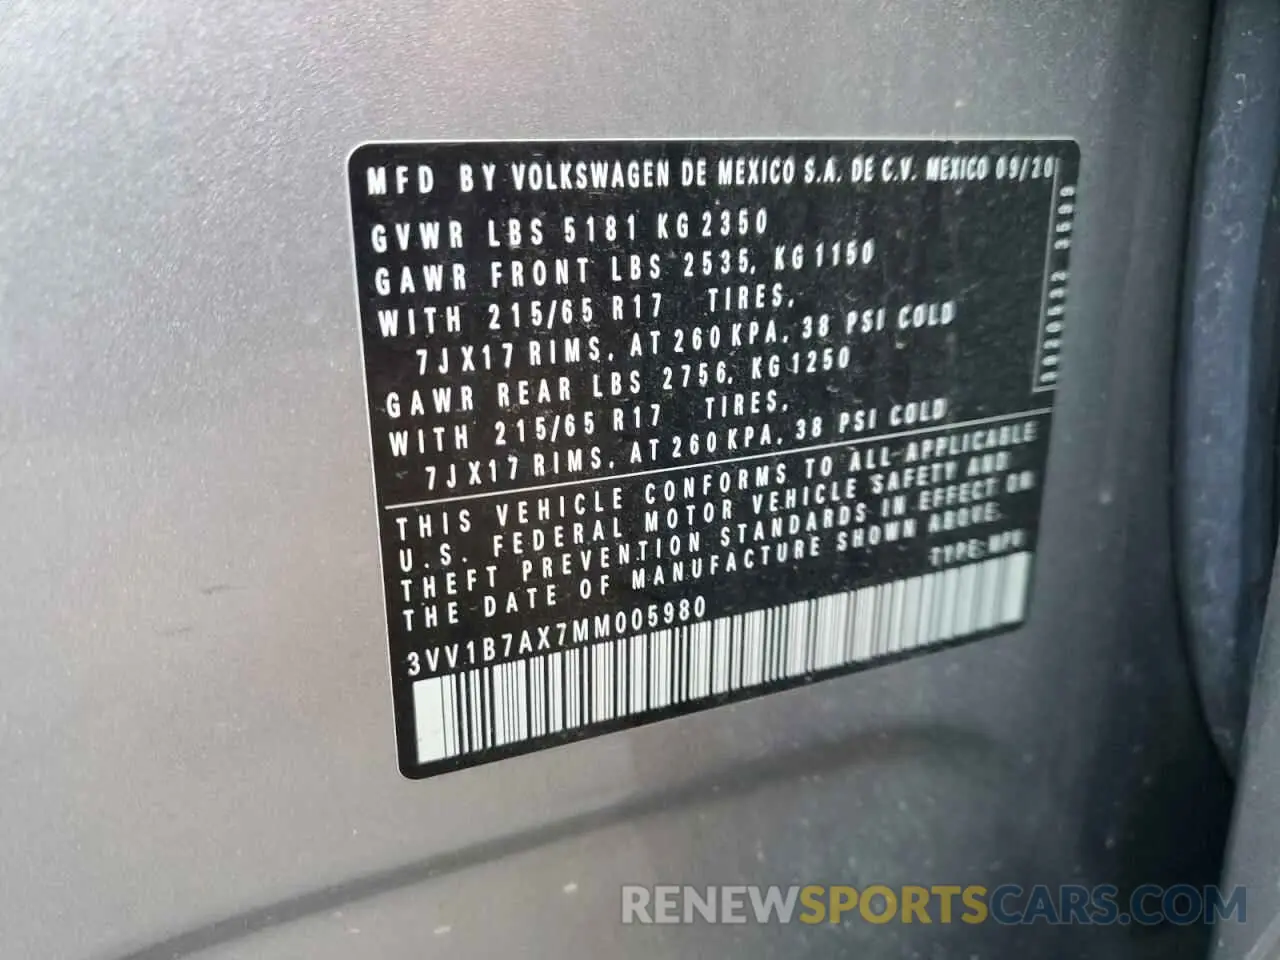 MFD BY VOLKSWAGEN DE MEXICO S.A. DE C.V. MEXICO 09/20
GVWR LBS 5181 KG 2350
GAWR FRONT LBS 2535, KG 1150
WITH 215/65 R17 TIRES,
7JX17 RIMS, AT 260 KPA, 38 PSI COLD
GAWR REAR LBS 2756, KG 1250
WITH 215/65 R17 TIRES,
7JX17 RIMS, AT 260 KPA, 38 PSI COLD
THIS VEHICLE CONFORMS TO ALL APPLICABLE
U.S. FEDERAL MOTOR VEHICLE SAFETY AND
THEFT PREVENTION STANDARDS IN EFFECT ON
THE DATE OF MANUFACTURE SHOWN ABOVE.
TYPE: MPV
3VV1B7AX7MM005980
RENEWSPORTSCARS.COM